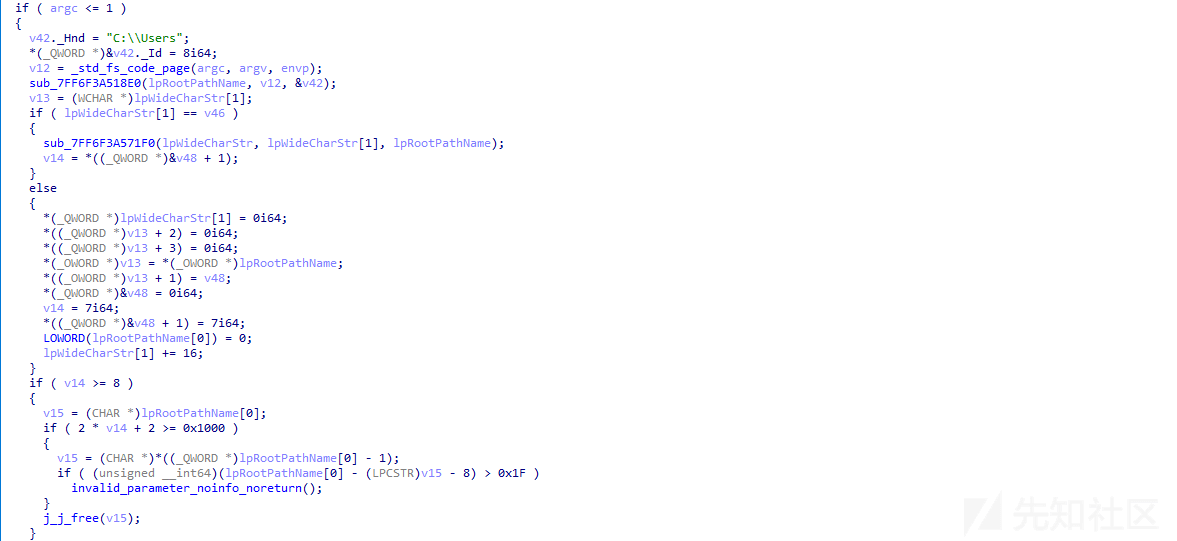 if ( argc <= 1 )
{
  v42._Hnd = "C:\\Users";
  *(_QWORD *)&v42._Id = 8i64;
  v12 = _std_fs_code_page(argc, argv, envp);
  sub_7FF6F3A518E0(lpRootPathName, v12, &v42);
  v13 = (WCHAR *)lpWideCharStr[1];
  if ( lpWideCharStr[1] == v46 )
  {
    sub_7FF6F3A571F0(lpWideCharStr, lpWideCharStr[1], lpRootPathName);
    v14 = *((_QWORD *)&v48 + 1);
  }
  else
  {
    *(_QWORD *)lpWideCharStr[1] = 0i64;
    *((_QWORD *)v13 + 2) = 0i64;
    *((_QWORD *)v13 + 3) = 0i64;
    *(_OWORD *)v13 = *(_OWORD *)lpRootPathName;
    *((_OWORD *)v13 + 1) = v48;
    *(_QWORD *)&v48 = 0i64;
    v14 = 7i64;
    *((_QWORD *)&v48 + 1) = 7i64;
    LOWORD(lpRootPathName[0]) = 0;
    lpWideCharStr[1] += 16;
  }
  if ( v14 >= 8 )
  {
    v15 = (CHAR *)lpRootPathName[0];
    if ( 2 * v14 + 2 >= 0x1000 )
    {
      v15 = (CHAR *)*((_QWORD *)lpRootPathName[0] - 1);
      if ( (unsigned __int64)(lpRootPathName[0] - (LPCSTR)v15 - 8) > 0x1F )
        invalid_parameter_noinfo_noreturn();
    }
    j_j_free(v15);
  }
先知社区